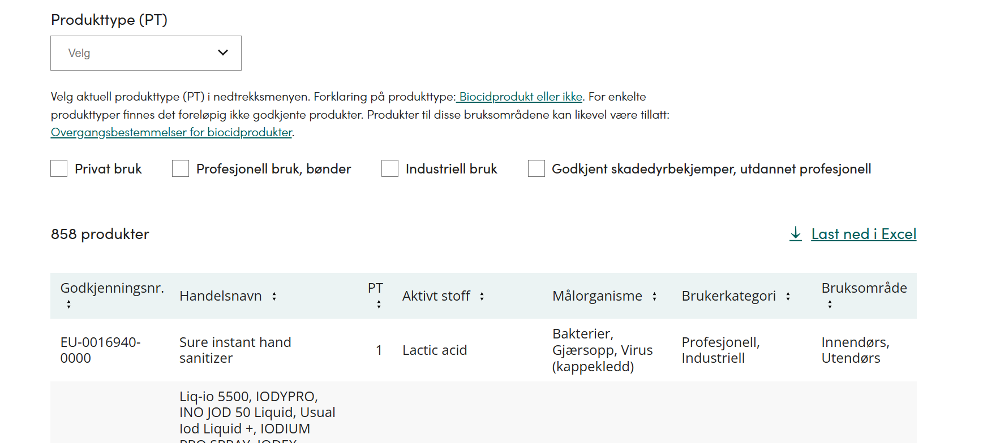 Produkttype (PT)
Velg
Velg aktuell produkttype (PT) i nedtrekksmenyen. Forklaring på produkttype: Biocidprodukt eller ikke. For enkelte
produkttyper finnes det foreløpig ikke godkjente produkter. Produkter til disse bruksområdene kan likevel være tillatt:
Overgangsbestemmelser for biocidprodukter.
Privat bruk Profesjonell bruk, bønder Industriell bruk Godkjent skadedyrbekjemper, utdannet profesjonell
858 produkter Last ned i Excel
Godkjenningsnr. Handelsnavn PT Aktivt stoff Målorganisme Brukerkategori Bruksområde
EU-0016940-
0000
Sure instant hand
sanitizer
1
Lactic acid
Bakterier,
Gjærsopp, Virus
(kappekledd)
Profesjonell,
Industriell
Innendørs,
Utendørs
Liq-io 5500, IODYPRO,
INO JOD 50 Liquid, Usual
Iod Liquid +, IODIUM
PRO SPRAY, IODEX